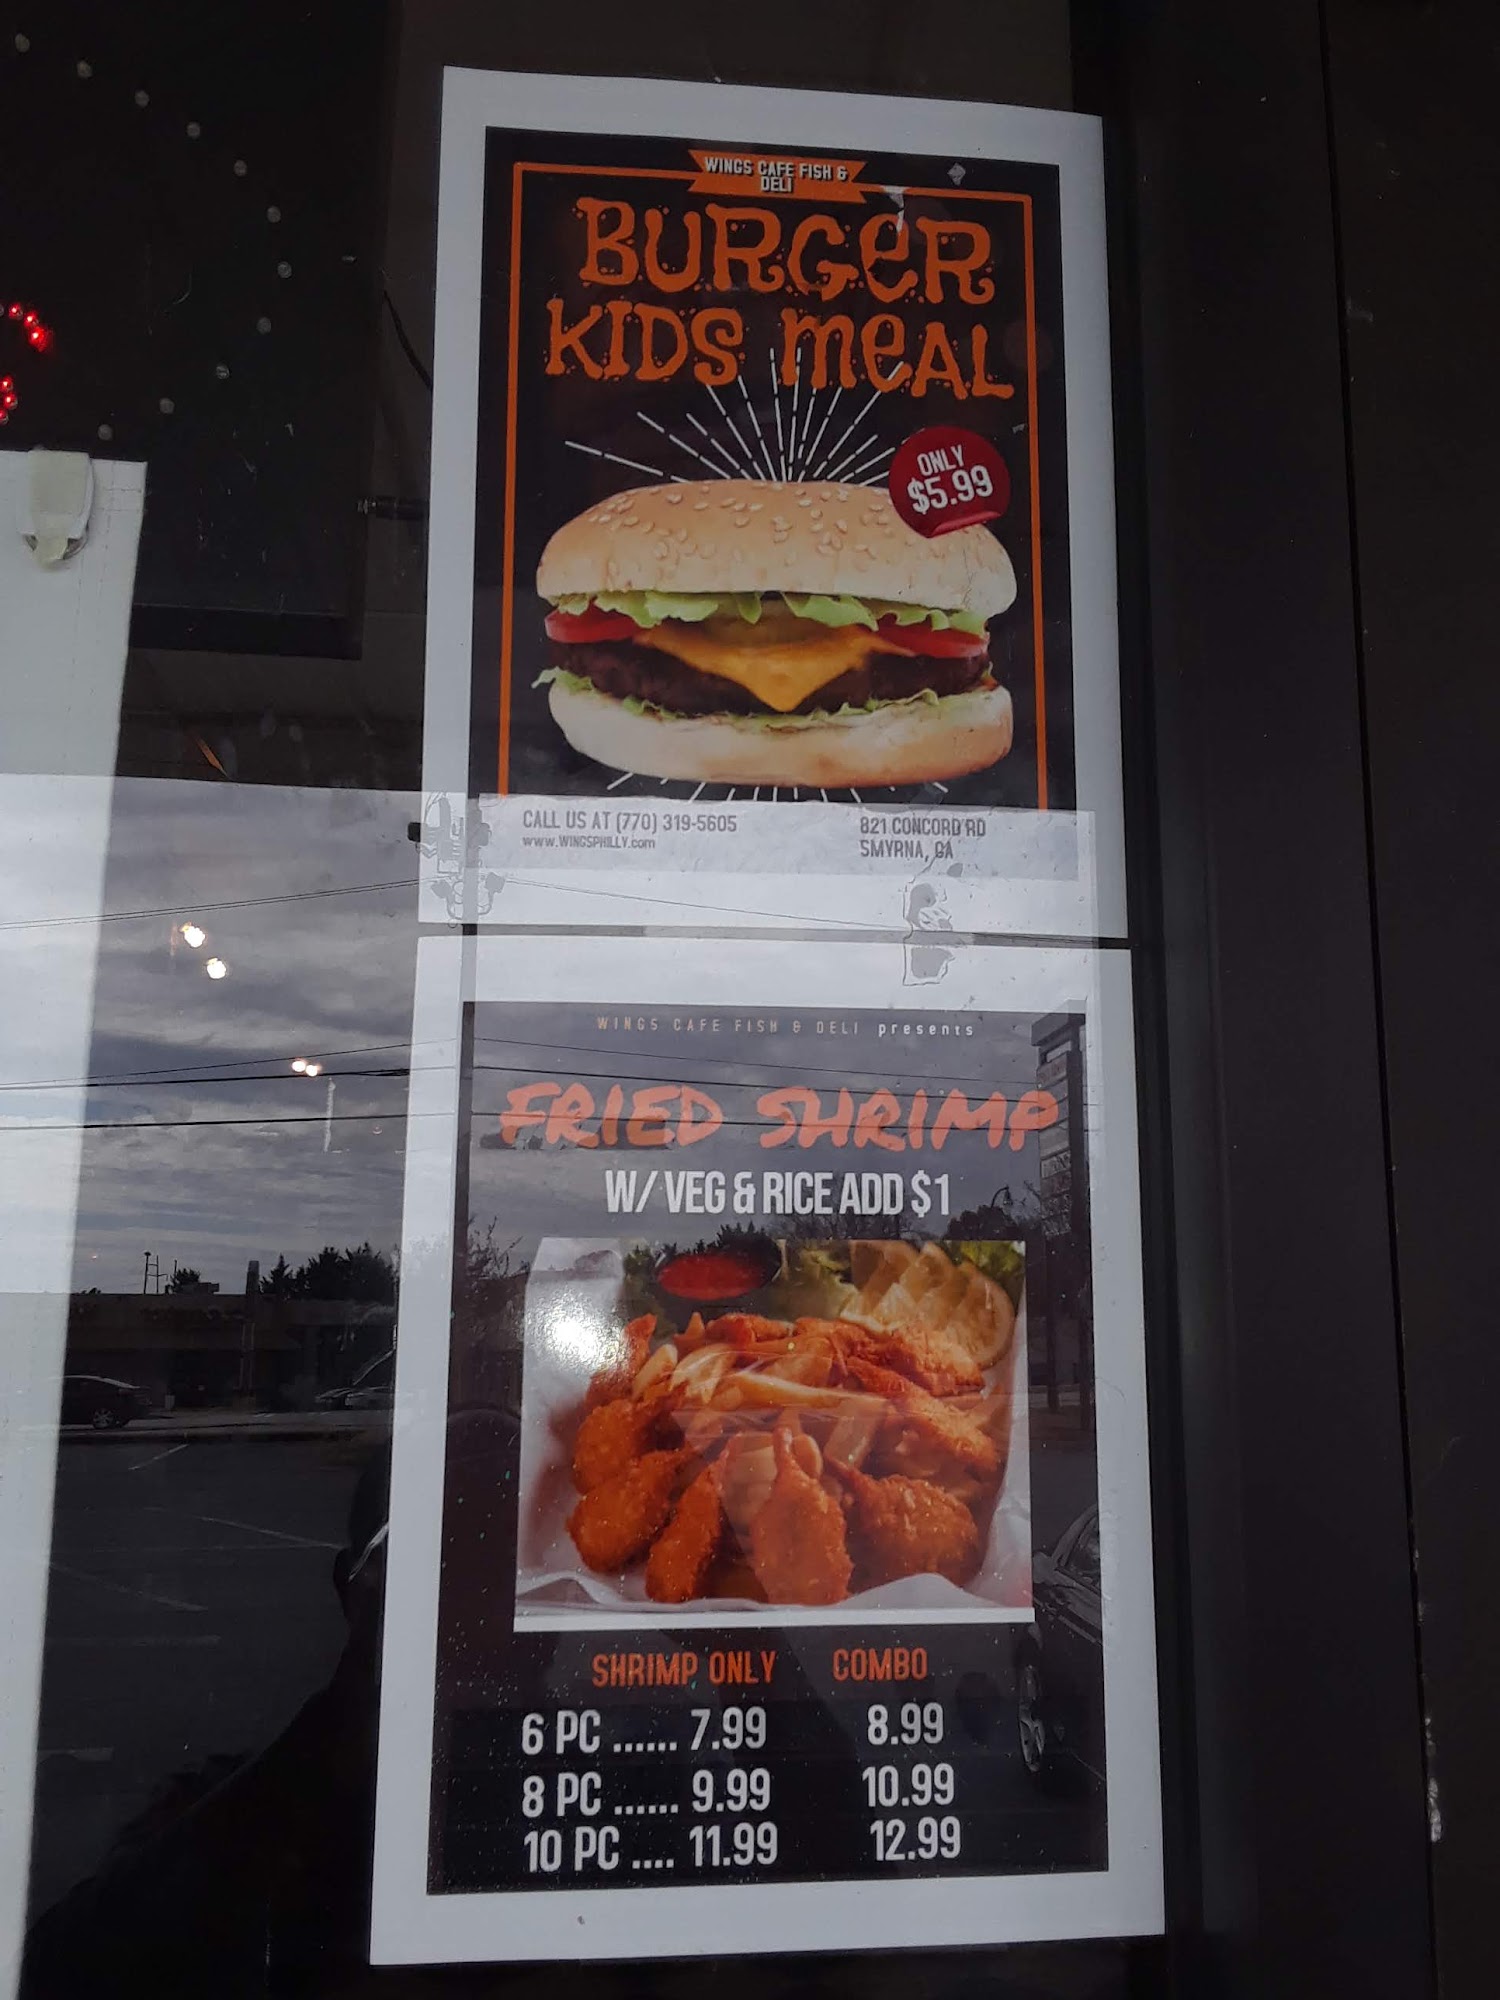 WINGS CAFE FISH &
DELI
BURGER
KIDS MEAL
ONLY
$5.99
CALL US AT (770) 319-5605
www.WINGSPHILLY.com
821 CONCORD RD
SMYRNA, GA
WINGS CAFE FISH & DELI presents
FRIED SHRIMP
W/ VEG & RICE ADD $1
SHRIMP ONLY COMBO
6 PC ...... 7.99 8.99
8 PC ...... 9.99 10.99
10 PC .... 11.99 12.99